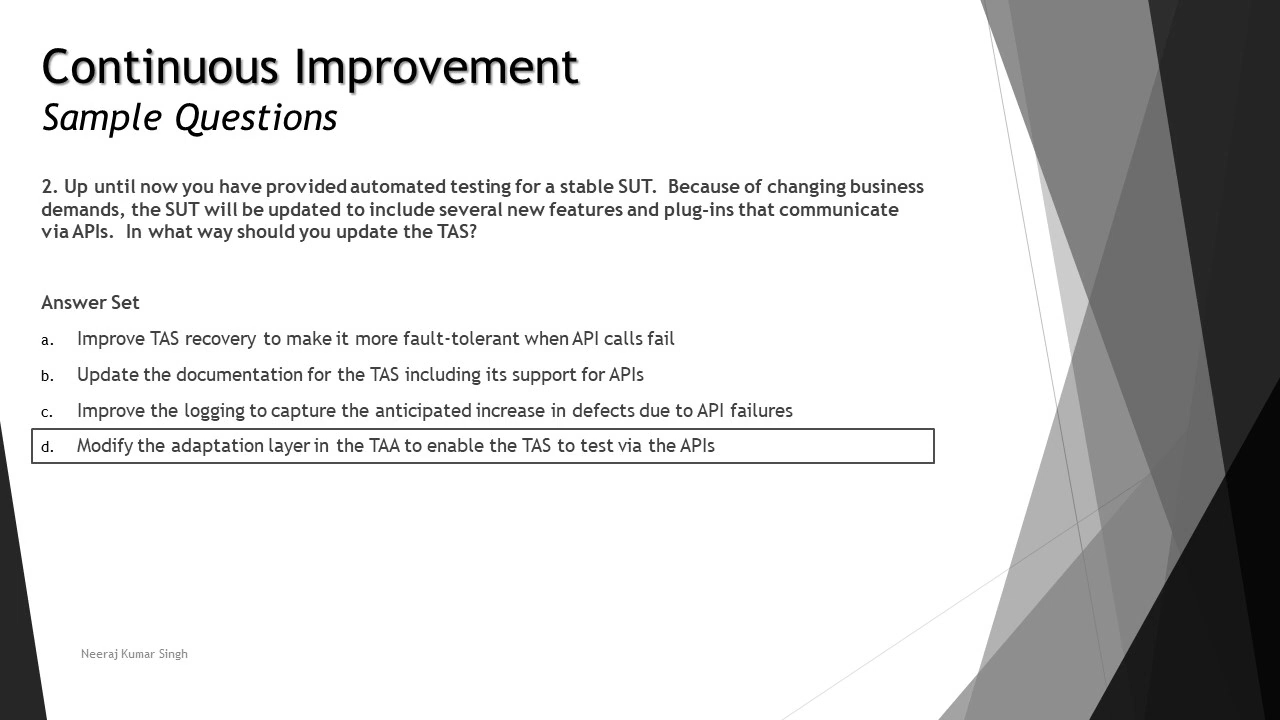 Continuous Improvement
Sample Questions
2. Up until now you have provided automated testing for a stable SUT.  Because of changing business
demands, the SUT will be updated to include several new features and plug-ins that communicate
via APIs.  In what way should you update the TAS?
Answer Set
a. Improve TAS recovery to make it more fault-tolerant when API calls fail
b. Update the documentation for the TAS including its support for APIs
c. Improve the logging to capture the anticipated increase in defects due to API failures
d. Modify the adaptation layer in the TAA to enable the TAS to test via the APIs
Neeraj Kumar Singh